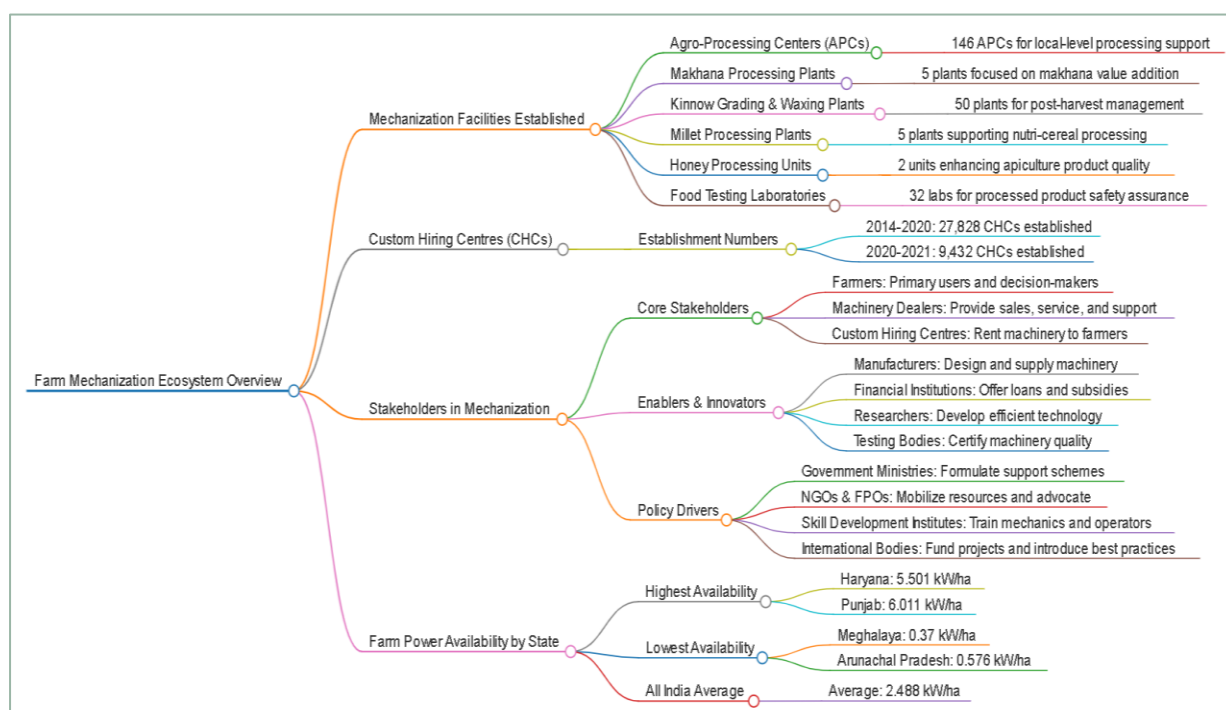 Farm Mechanization Ecosystem Overview
Mechanization Facilities Established
Agro-Processing Centers (APCs)
146 APCs for local-level processing support
Makhana Processing Plants
5 plants focused on makhana value addition
Kinnow Grading & Waxing Plants
50 plants for post-harvest management
Millet Processing Plants
5 plants supporting nutri-cereal processing
Honey Processing Units
2 units enhancing apiculture product quality
Food Testing Laboratories
32 labs for processed product safety assurance
Custom Hiring Centres (CHCs)
Establishment Numbers
2014-2020: 27,828 CHCs established
2020-2021: 9,432 CHCs established
Stakeholders in Mechanization
Core Stakeholders
Farmers: Primary users and decision-makers
Machinery Dealers: Provide sales, service, and support
Custom Hiring Centres: Rent machinery to farmers
Enablers & Innovators
Manufacturers: Design and supply machinery
Financial Institutions: Offer loans and subsidies
Researchers: Develop efficient technology
Testing Bodies: Certify machinery quality
Policy Drivers
Government Ministries: Formulate support schemes
NGOs & FPOs: Mobilize resources and advocate
Skill Development Institutes: Train mechanics and operators
International Bodies: Fund projects and introduce best practices
Farm Power Availability by State
Highest Availability
Haryana: 5.501 kW/ha
Punjab: 6.011 kW/ha
Lowest Availability
Meghalaya: 0.37 kW/ha
Arunachal Pradesh: 0.576 kW/ha
All India Average
Average: 2.488 kW/ha